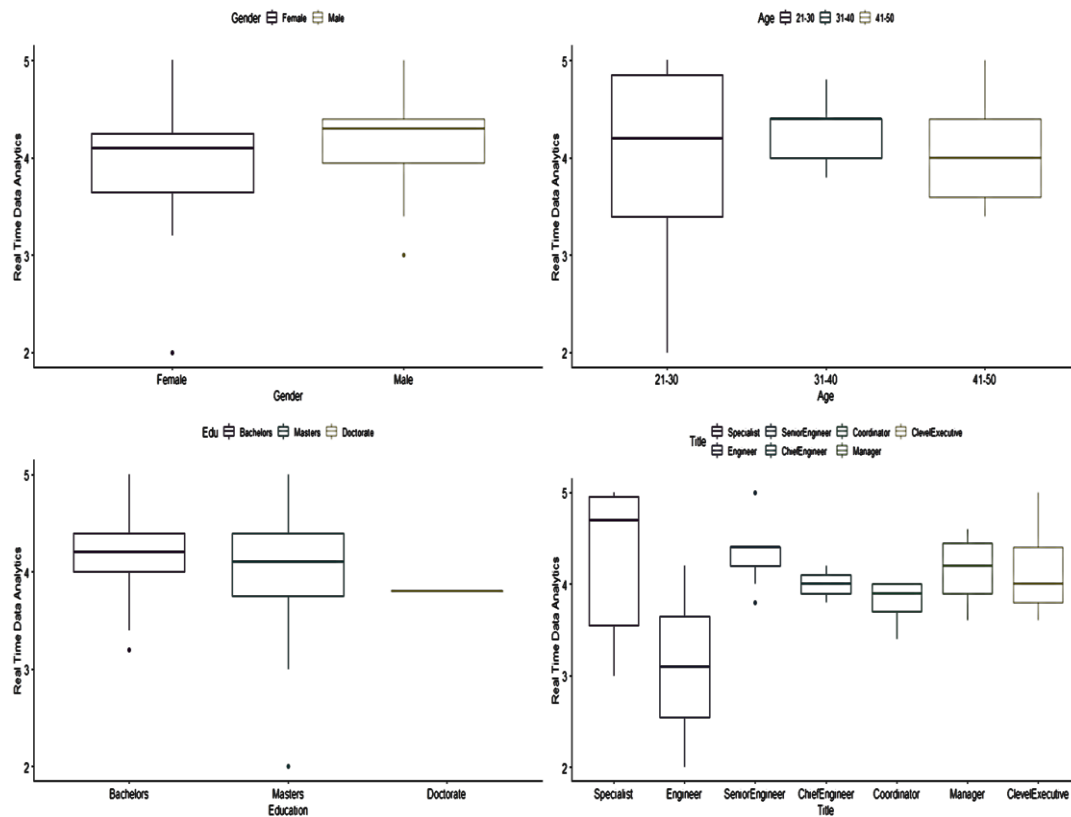 Gender Female Male
Real Time Data Analytics
5
4
3
2
Female Male
Gender
Age 21-30 31-40 41-50
Real Time Data Analytics
5
4
3
2
21-30 31-40 41-50
Age
Edu Bachelors Masters Doctorate
Real Time Data Analytics
5
4
3
2
Bachelors Masters Doctorate
Education
Title Specialist SeniorEngineer Coordinator ClevelExecutive
Engineer ChiefEngineer Manager
Real Time Data Analytics
5
4
3
2
Specialist Engineer SeniorEngineer ChiefEngineer Coordinator Manager ClevelExecutive
Title